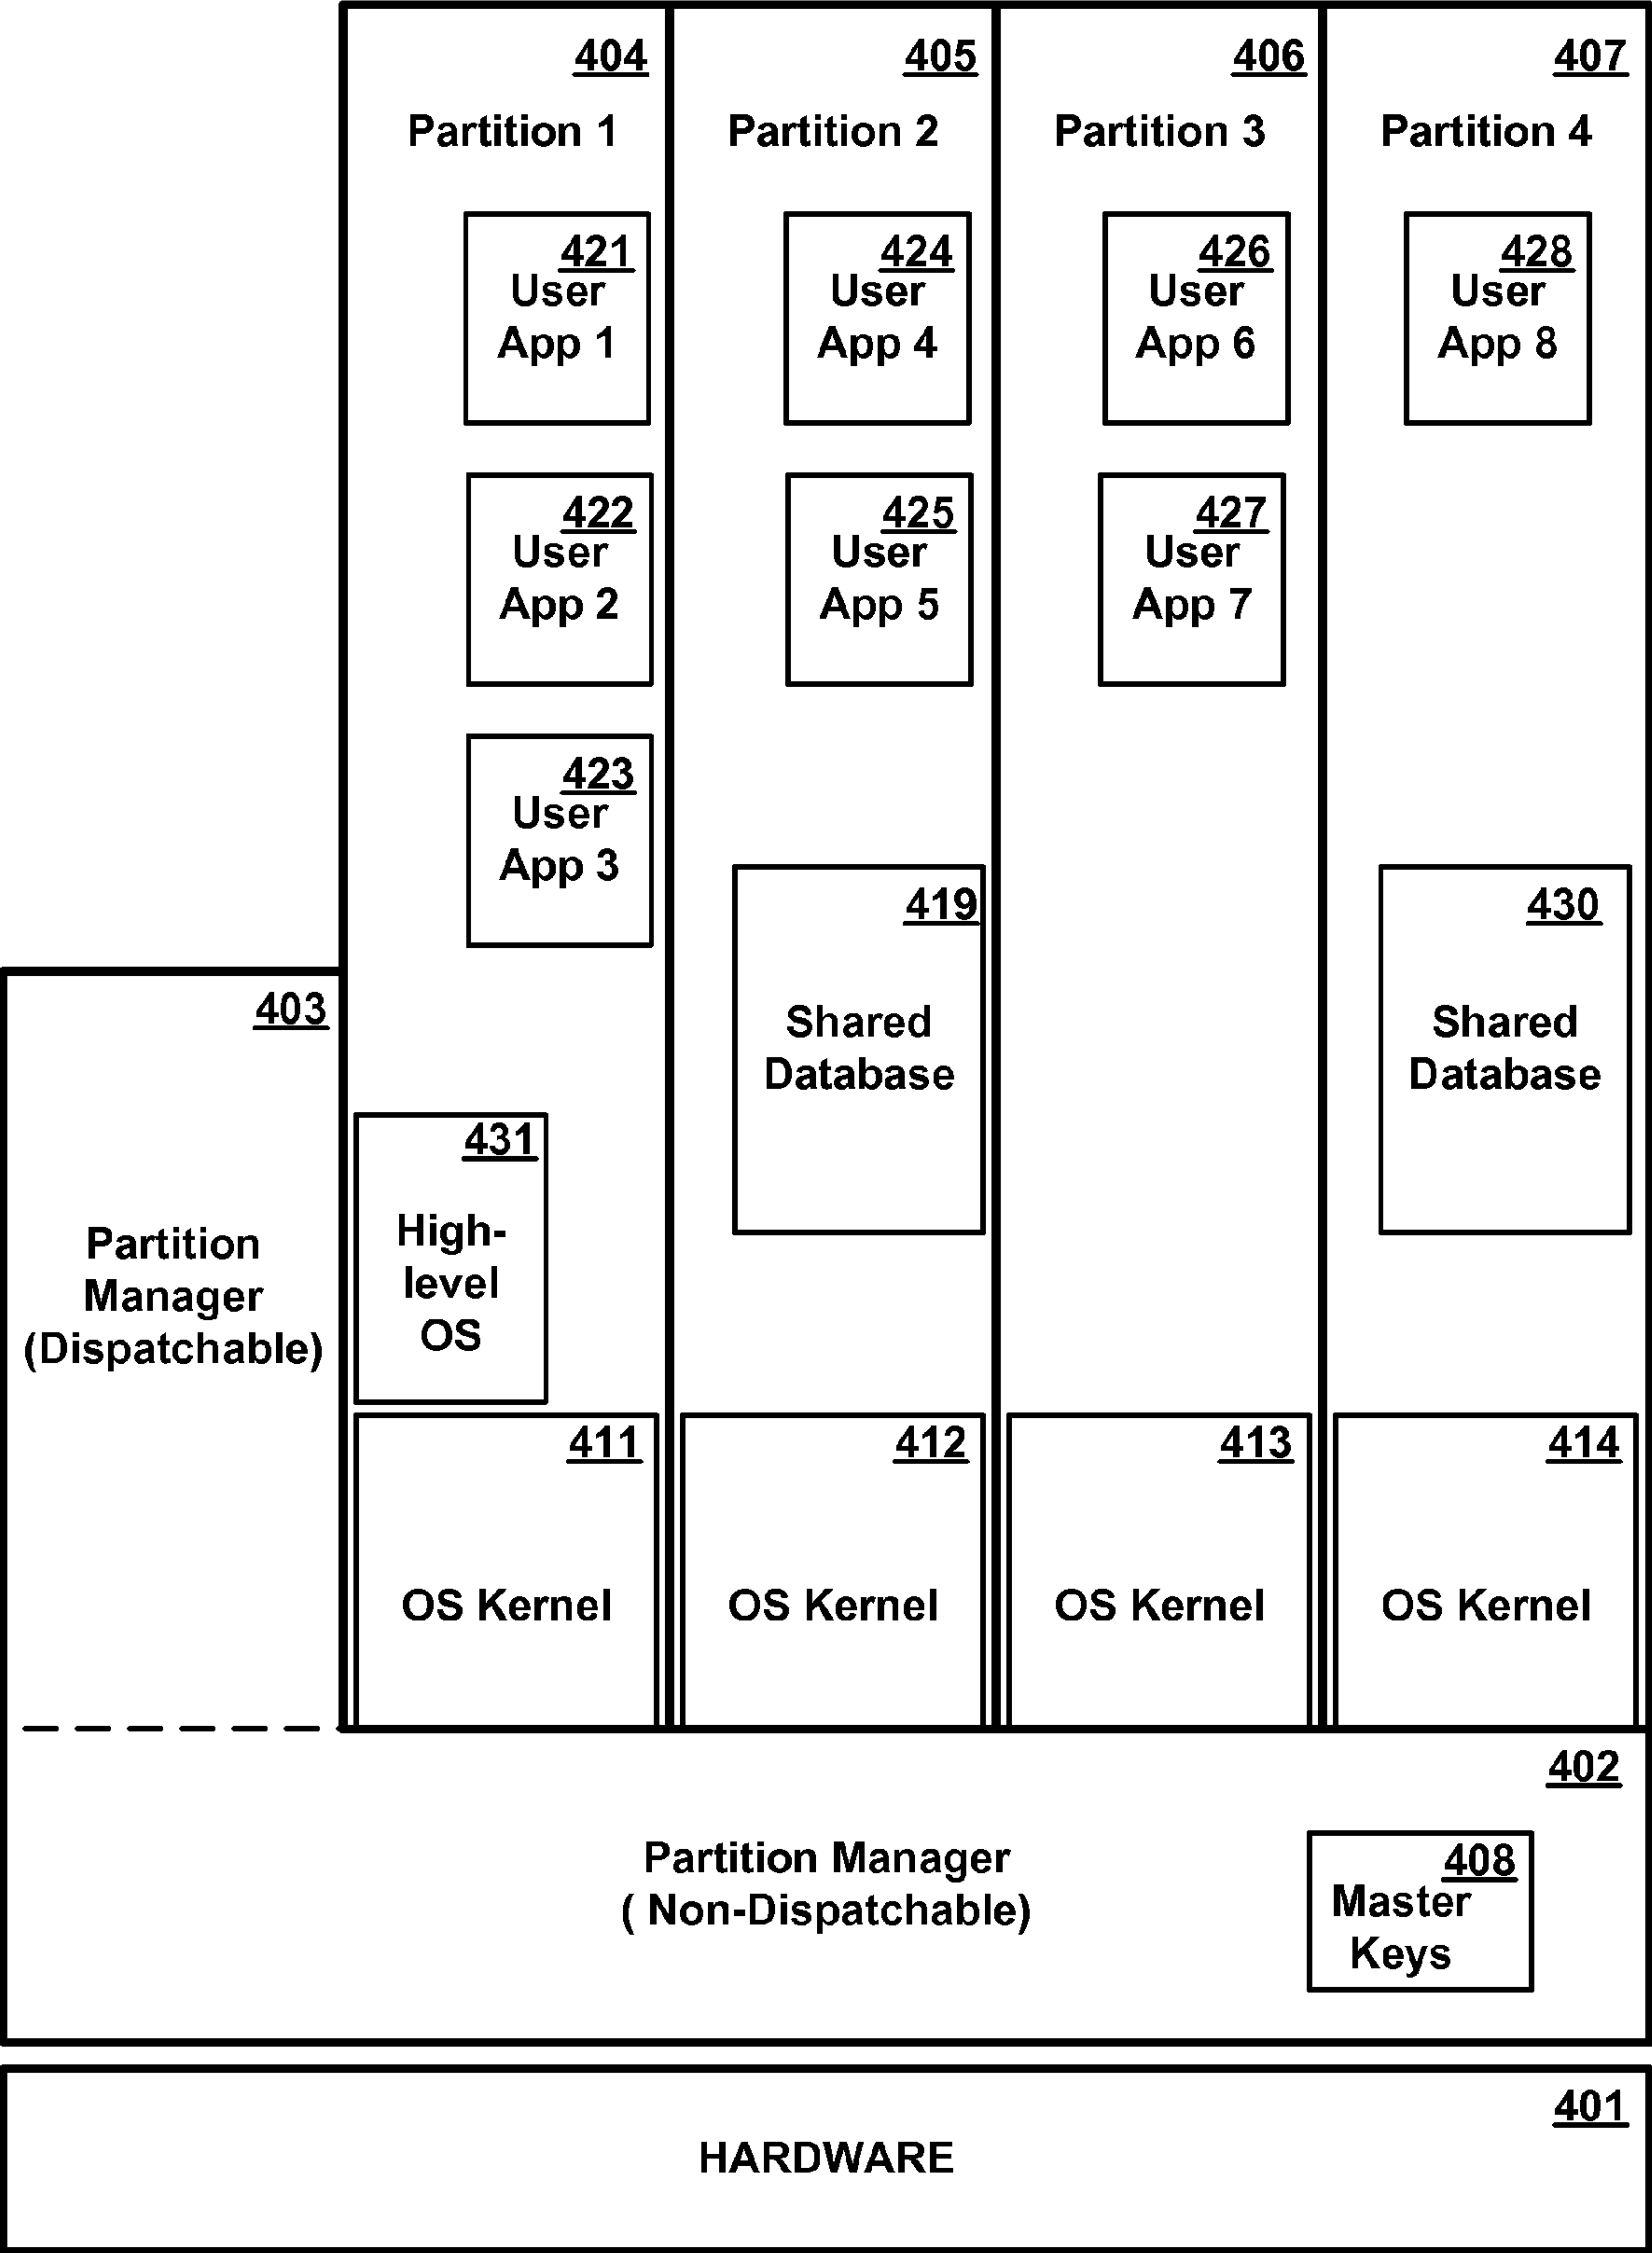 404
Partition 1
421
User
App 1
422
User
App 2
423
User
App 3
431
High-
level
OS
411
OS Kernel
405
Partition 2
424
User
App 4
425
User
App 5
419
Shared
Database
412
OS Kernel
406
Partition 3
426
User
App 6
427
User
App 7
413
OS Kernel
407
Partition 4
428
User
App 8
430
Shared
Database
414
OS Kernel
403
Partition
Manager
(Dispatchable)
402
Partition Manager
( Non-Dispatchable)
408
Master
Keys
401
HARDWARE